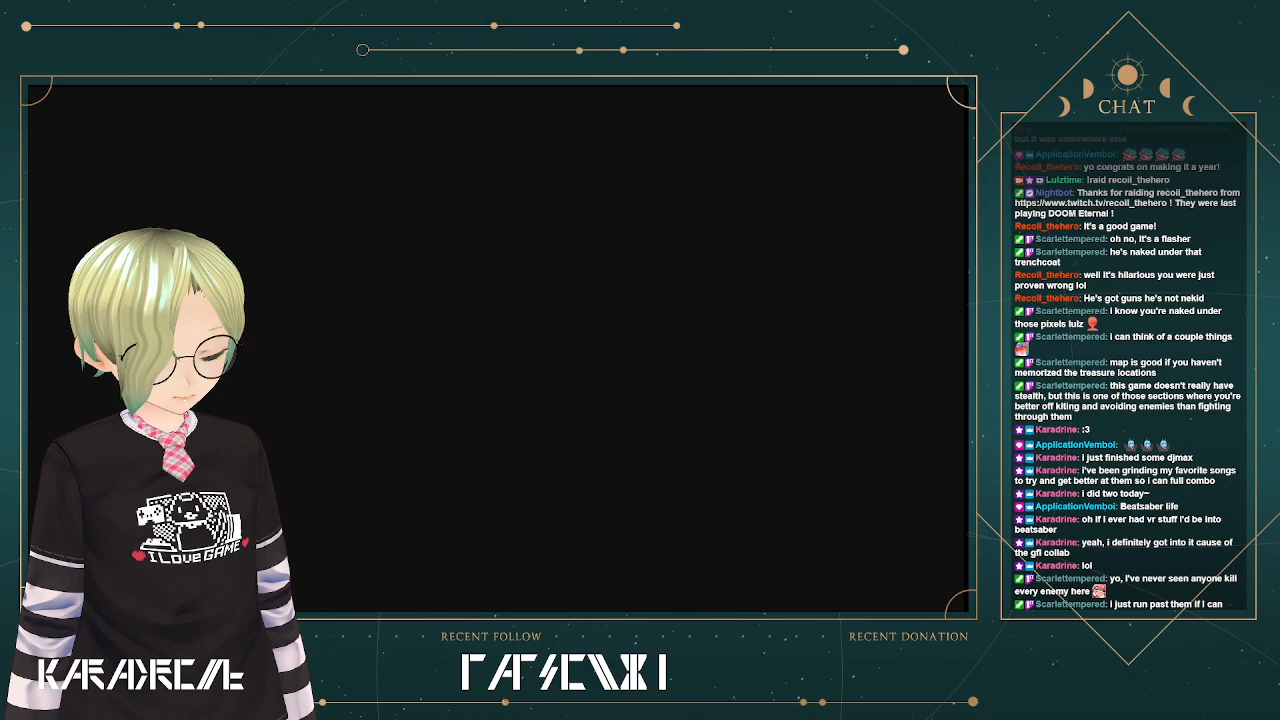 CHAT
but it was somewhere else
ApplicationVemboi:
Recoil_thehero: yo congrats on making it a year!
Lulztime: !raid recoil_thehero
Nightbot: Thanks for raiding recoil_thehero from
https://www.twitch.tv/recoil_thehero ! They were last
playing DOOM Eternal !
Recoil_thehero: It's a good game!
Scarlettempered: oh no, it's a flasher
Scarlettempered: he's naked under that
trenchcoat
Recoil_thehero: well it's hilarious you were just
proven wrong lol
Recoil_thehero: He's got guns he's not nekid
Scarlettempered: I know you're naked under
those pixels lulz
Scarlettempered: i can think of a couple things
Scarlettempered: map is good if you haven't
memorized the treasure locations
Scarlettempered: this game doesn't really have
stealth, but this is one of those sections where you're
better off kiting and avoiding enemies than fighting
through them
Karadrine: :3
ApplicationVemboi:
Karadrine: i just finished some djmax
Karadrine: i've been grinding my favorite songs
to try and get better at them so i can full combo
Karadrine: i did two today~
ApplicationVemboi: Beatsaber life
Karadrine: oh if i ever had vr stuff i'd be into
beatsaber
Karadrine: yeah, i definitely got into it cause of
the gfl collab
Karadrine: lol
Scarlettempered: yo, I've never seen anyone kill
every enemy here
Scarlettempered: I just run past them if I can
I LOVE GAME
RECENT FOLLOW
RECENT DONATION